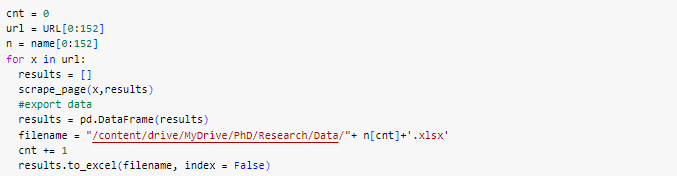 cnt = 0
url = URL[0:152]
n = name[0:152]
for x in url:
  results = []
  scrape_page(x,results)
  #export data
  results = pd.DataFrame(results)
  filename = "/content/drive/MyDrive/PhD/Research/Data/"+ n[cnt]+'.xlsx'
  cnt += 1
  results.to_excel(filename, index = False)